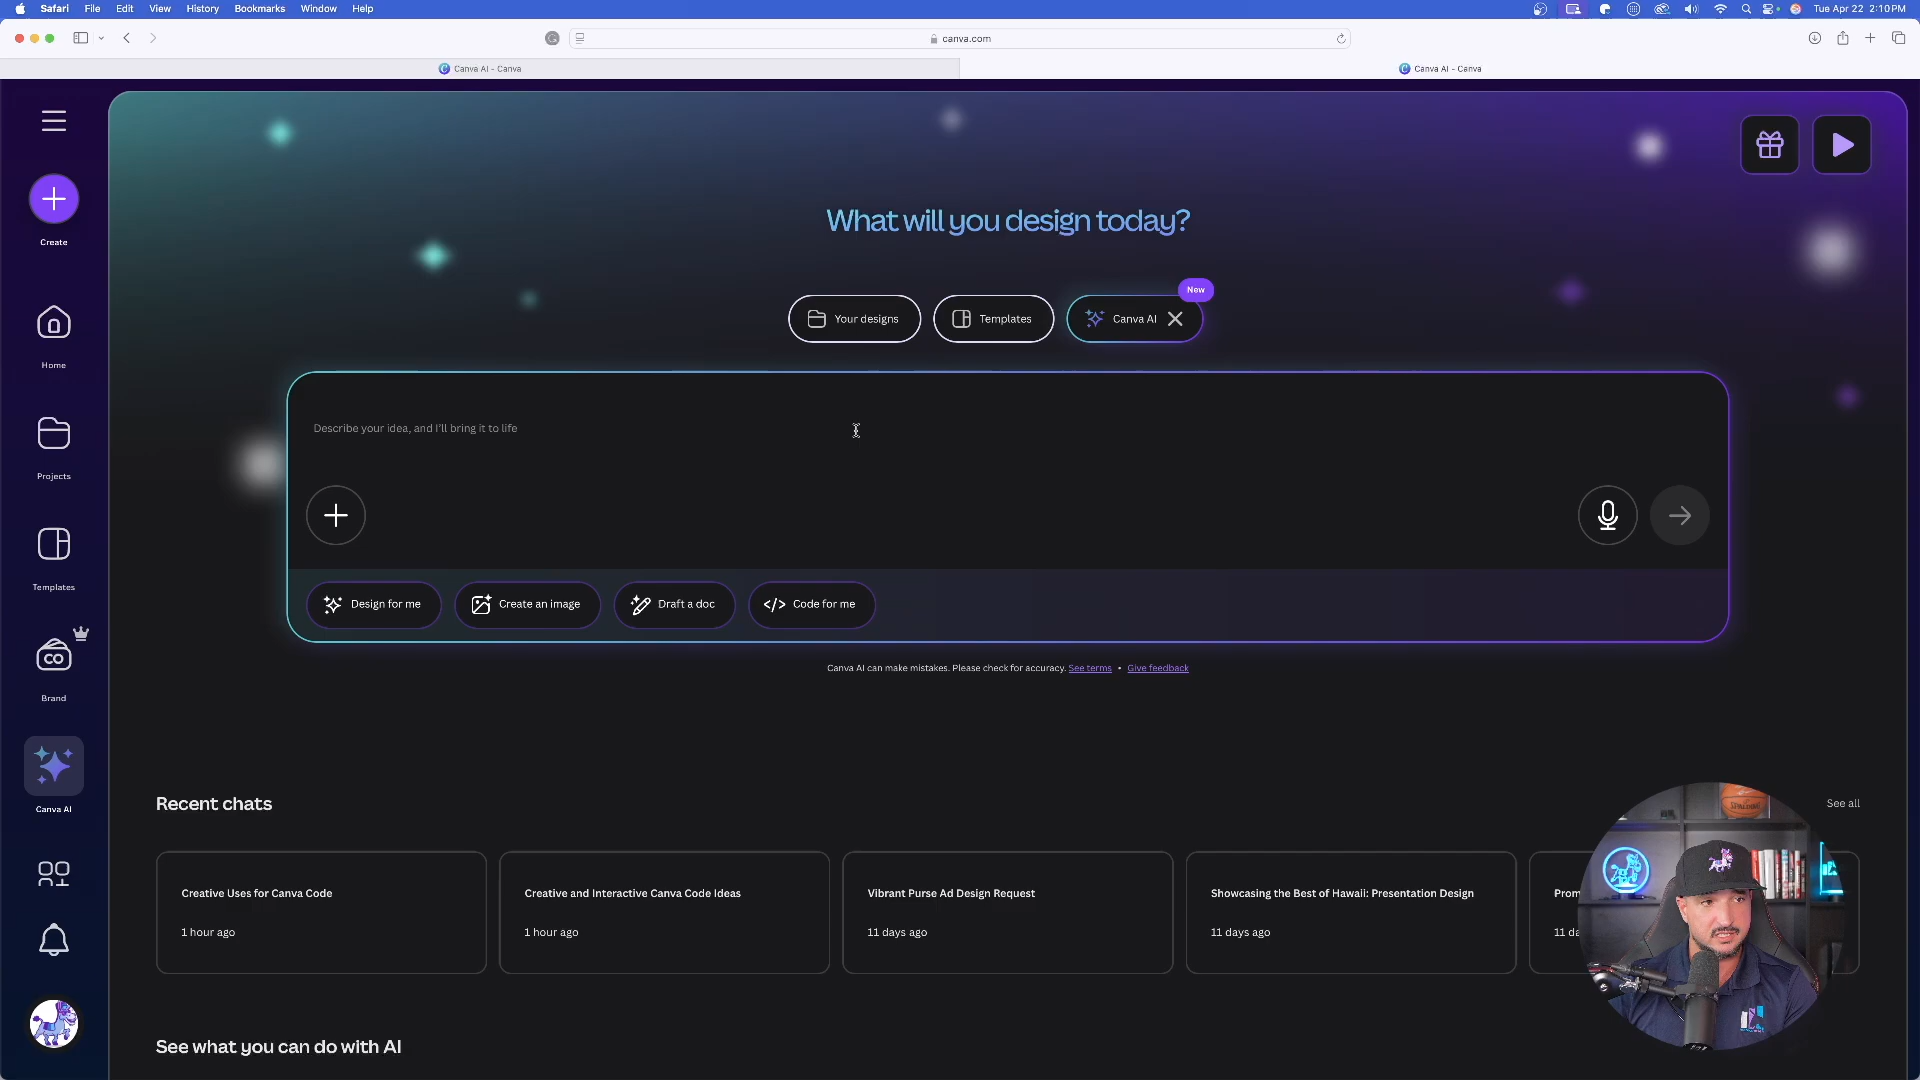 Safari File Edit View History Bookmarks Window Help
Tue Apr 22 2:10 PM
canva.com
Canva AI - Canva
Canva AI - Canva
Create
Home
Projects
Templates
Brand
Canva AI
What will you design today?
Your designs
Templates
Canva AI
New
Describe your idea, and I'll bring it to life
Design for me
Create an image
Draft a doc
Code for me
Canva AI can make mistakes. Please check for accuracy. See terms • Give feedback
Recent chats
See all
Creative Uses for Canva Code
1 hour ago
Creative and Interactive Canva Code Ideas
1 hour ago
Vibrant Purse Ad Design Request
11 days ago
Showcasing the Best of Hawaii: Presentation Design
11 days ago
See what you can do with AI
CO